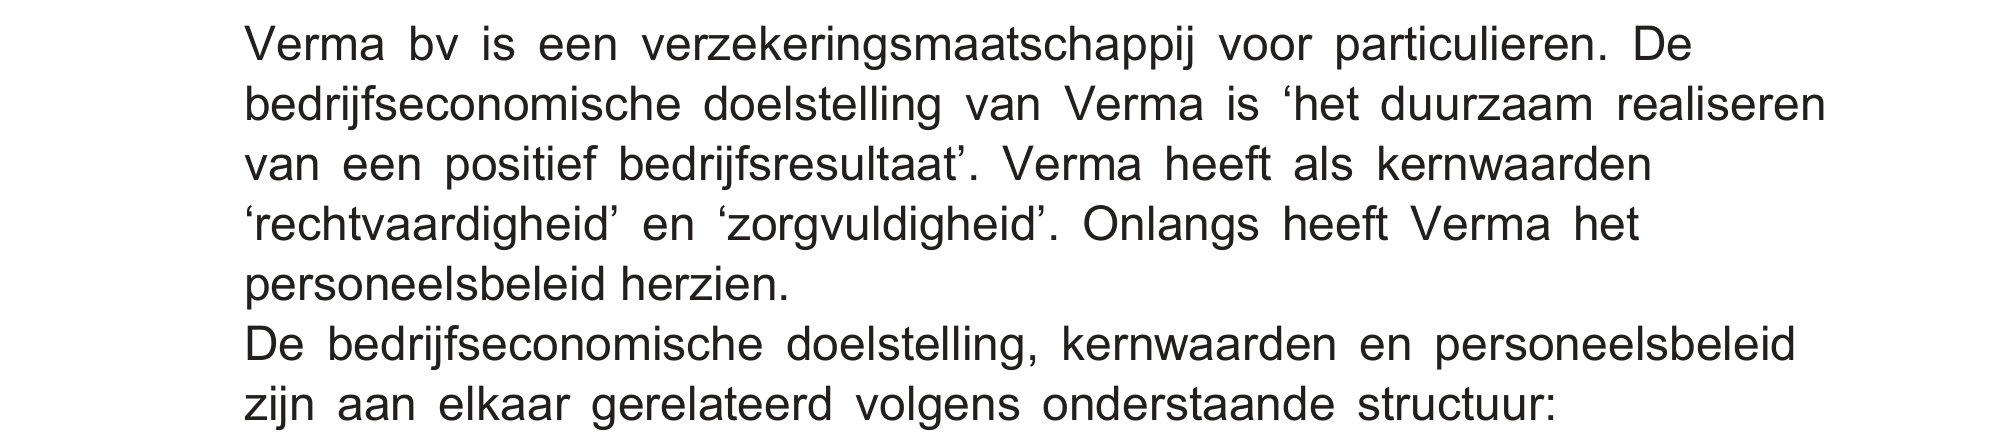 Verma bv is een verzekeringsmaatschappij voor particulieren. De
bedrijfseconomische doelstelling van Verma is ‘het duurzaam realiseren
van een positief bedrijfsresultaat’. Verma heeft als kernwaarden
‘rechtvaardigheid’ en ‘zorgvuldigheid’. Onlangs heeft Verma het
personeelsbeleid herzien.
De bedrijfseconomische doelstelling, kernwaarden en personeelsbeleid
zijn aan elkaar gerelateerd volgens onderstaande structuur: